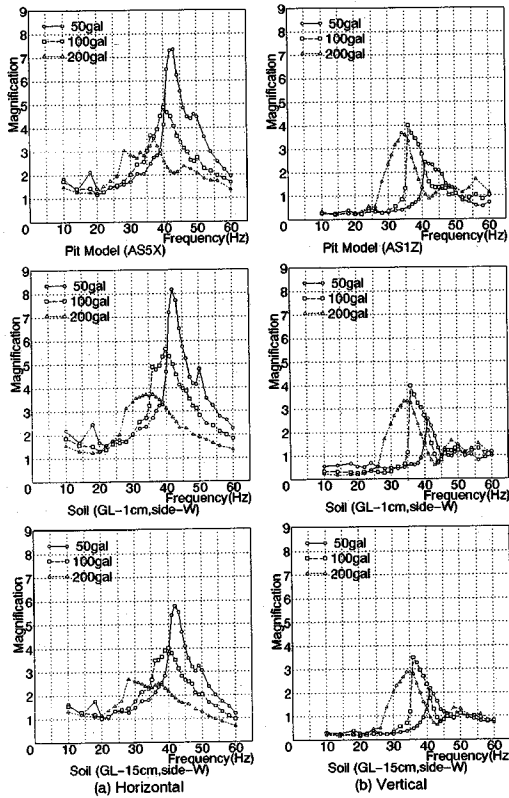 9
8
7
6
5
4
3
2
1
Magnification
50gal
100gal
200gal
10 20 30 40 50 60
Frequency(Hz)
Pit Model (AS5X)
9
8
7
6
5
4
3
2
1
Magnification
50gal
100gal
200gal
10 20 30 40 50 60
Frequency(Hz)
Pit Model (AS1Z)
9
8
7
6
5
4
3
2
1
Magnification
50gal
100gal
200gal
10 20 30 40 50 60
Frequency(Hz)
Soil (GL-1cm,side-W)
9
8
7
6
5
4
3
2
1
Magnification
50gal
100gal
200gal
10 20 30 40 50 60
Frequency(Hz)
Soil (GL-1cm,side-W)
9
8
7
6
5
4
3
2
1
Magnification
50gal
100gal
200gal
10 20 30 40 50 60
Frequency(Hz)
Soil (GL-15cm,side-W)
(a) Horizontal
9
8
7
6
5
4
3
2
1
Magnification
50gal
100gal
200gal
10 20 30 40 50 60
Frequency(Hz)
Soil (GL-15cm,side-W)
(b) Vertical